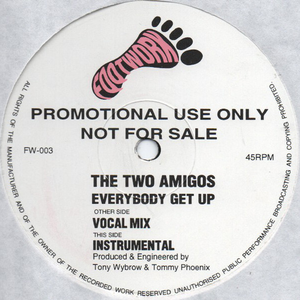 FOOTWORK
PROMOTIONAL USE ONLY
NOT FOR SALE
FW-003
45RPM
THE TWO AMIGOS
EVERYBODY GET UP
OTHER SIDE
VOCAL MIX
THIS SIDE
INSTRUMENTAL
Produced & Engineered by
Tony Wybrow & Tommy Phoenix
ALL RIGHTS OF THE MANUFACTURER AND OF THE OWNER OF THE RECORDED WORK RESERVED UNAUTHORISED PUBLIC PERFORMANCE BROADCASTING AND COPYING PROHIBITED.